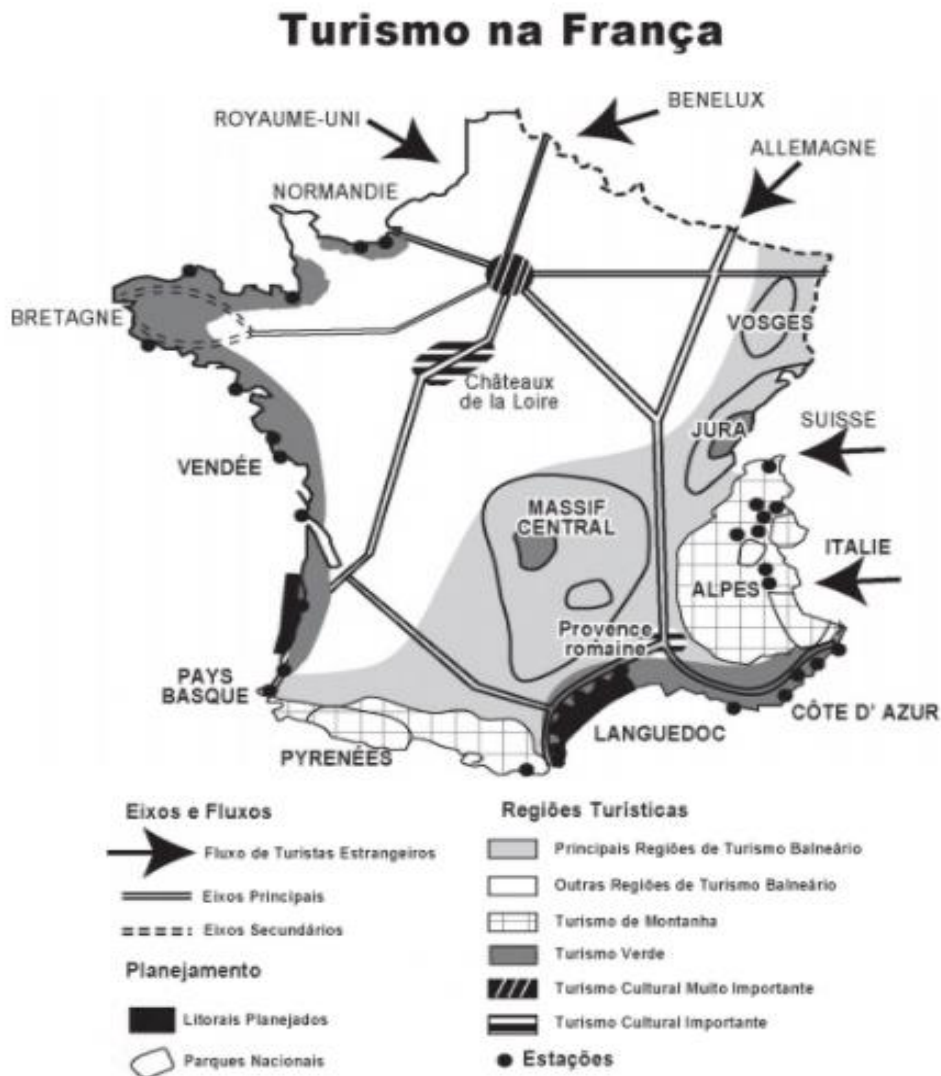 Turismo na França
BENELUX
ROYAUME-UNI
ALLEMAGNE
NORMANDIE
BRETAGNE
VOSGES
Châteaux
de la Loire
JURA
SUISSE
VENDÉE
MASSIF
CENTRAL
ITALIE
ALPES
Provence
romaine
PAYS
BASQUE
CÔTE D' AZUR
LANGUEDOC
PYRENÉES
Eixos e Fluxos
Fluxo de Turistas Estrangeiros
Eixos Principais
Eixos Secundários
Planejamento
Litorais Planejados
Parques Nacionais
Regiões Turísticas
Principais Regiões de Turismo Balneário
Outras Regiões de Turismo Balneário
Turismo de Montanha
Turismo Verde
Turismo Cultural Muito Importante
Turismo Cultural Importante
Estações